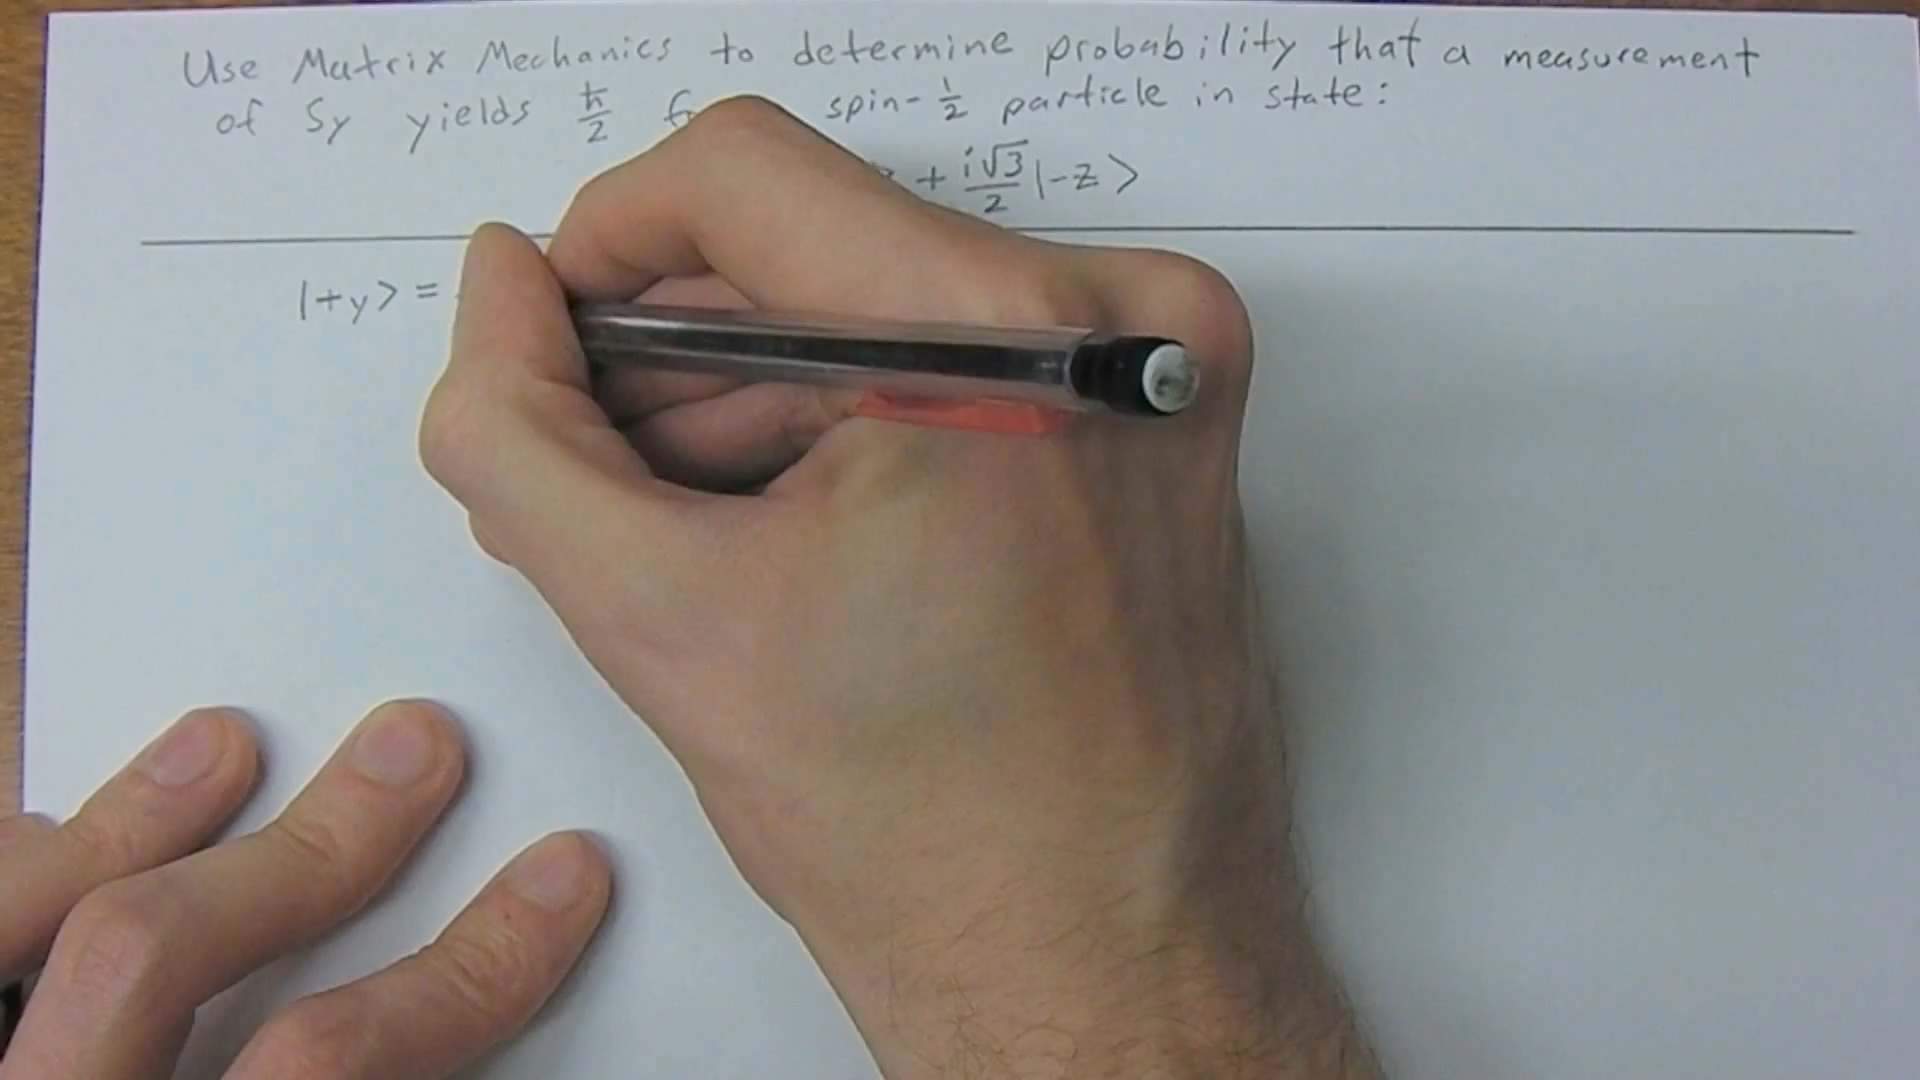 Use Matrix Mechanics to determine probability that a measurement
of Sy yields ħ/2 spin-1/2 particle in state:
+ i√3/2 |-z>
|+y> =